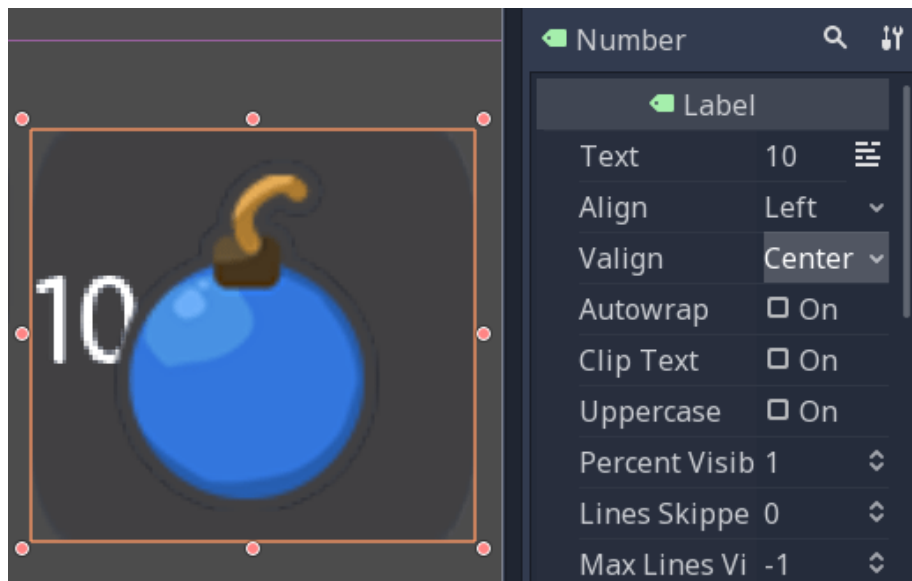 Number
Label
Text 10
Align Left
Valign Center
Autowrap On
Clip Text On
Uppercase On
Percent Visib 1
Lines Skippe 0
Max Lines Vi -1
10